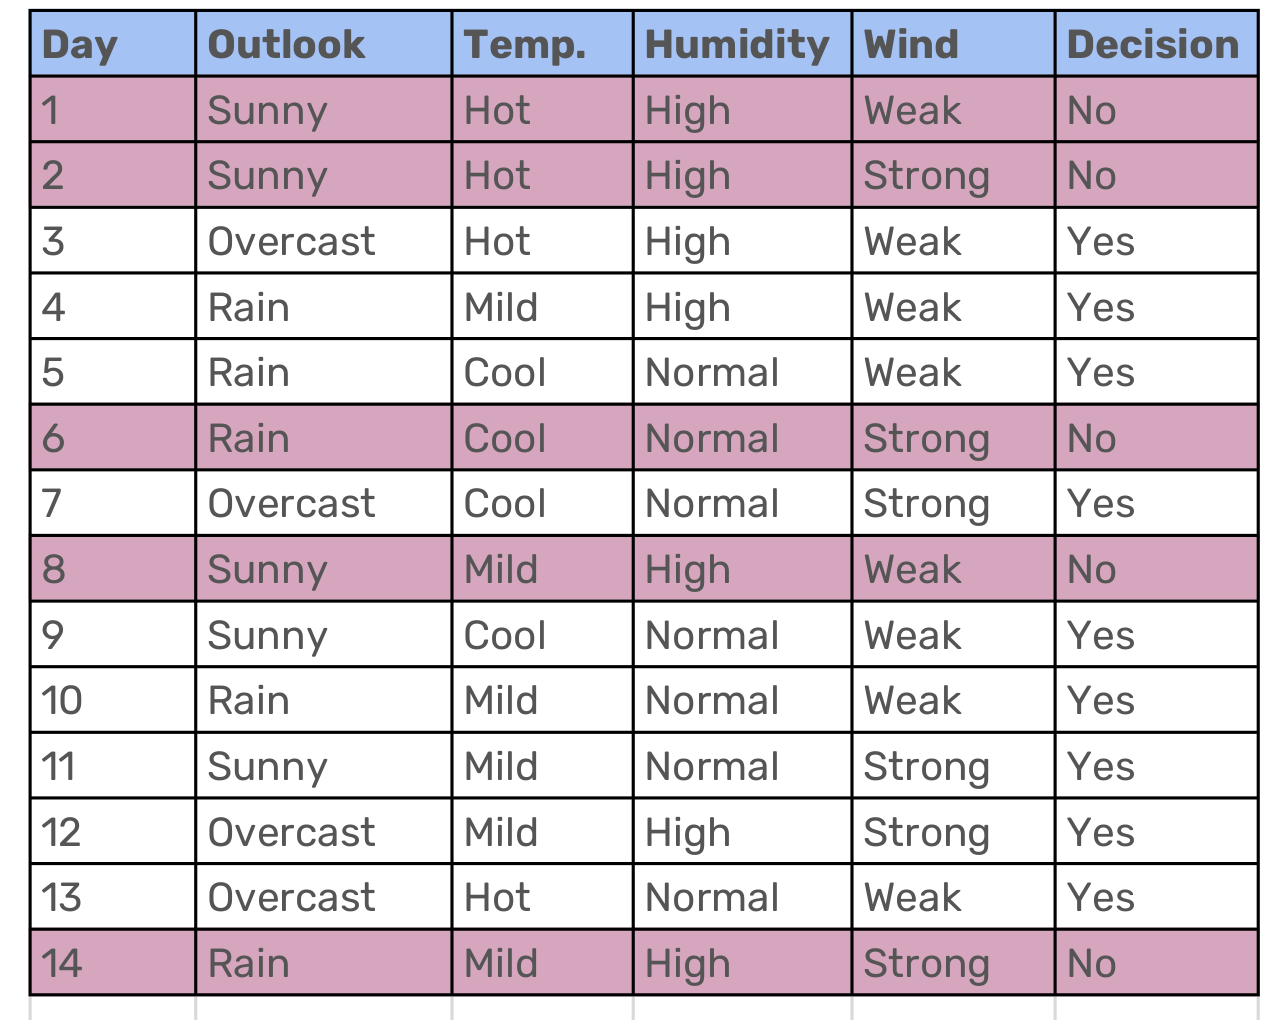 Day Outlook Temp. Humidity Wind Decision
1 Sunny Hot High Weak No
2 Sunny Hot High Strong No
3 Overcast Hot High Weak Yes
4 Rain Mild High Weak Yes
5 Rain Cool Normal Weak Yes
6 Rain Cool Normal Strong No
7 Overcast Cool Normal Strong Yes
8 Sunny Mild High Weak No
9 Sunny Cool Normal Weak Yes
10 Rain Mild Normal Weak Yes
11 Sunny Mild Normal Strong Yes
12 Overcast Mild High Strong Yes
13 Overcast Hot Normal Weak Yes
14 Rain Mild High Strong No